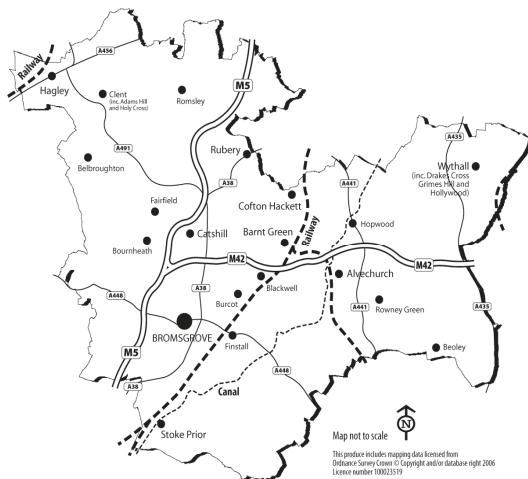 A456
Railway
M5
Hagley
Clent
(inc. Adams Hill
and Holy Cross)
Romsley
A435
A491
Rubery
Wythall
(inc. Drakes Cross
Grimes Hill and
Hollywood)
Belbroughton
A38
A441
Cofton Hackett
Fairfield
Hopwood
Catshill
Barnt Green
Railway
Bournheath
M42
M42
Alvechurch
Blackwell
A448
A38
Burcot
Rowney Green
A441
A435
BROMSGROVE
Finstall
M5
Beoley
A448
A38
Canal
Stoke Prior
N
Map not to scale
This produce includes mapping data licensed from
Ordnance Survey Crown © Copyright and/or database right 2006
Licence number 100023519